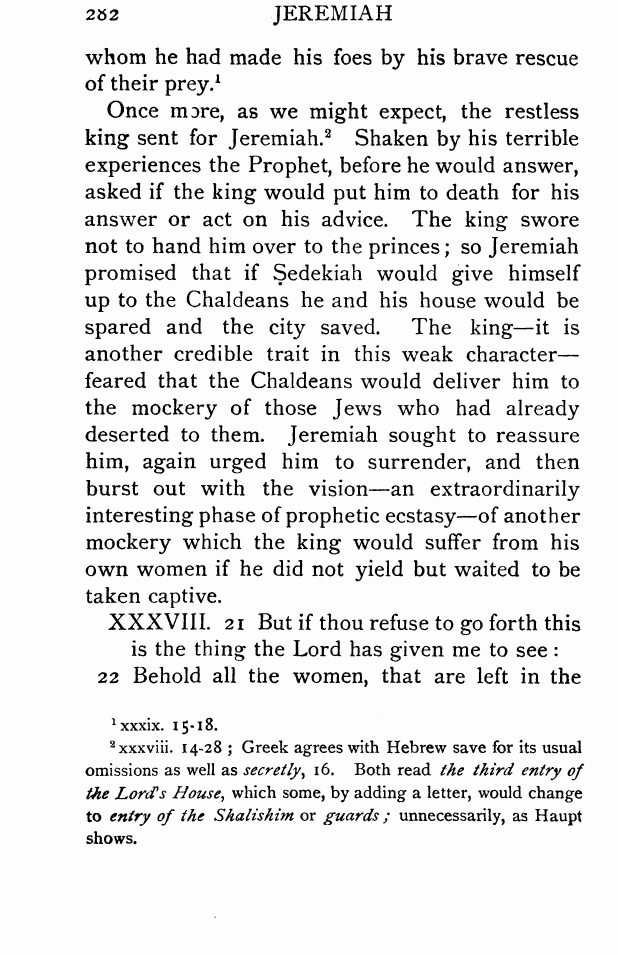 282 JEREMIAH
whom he had made his foes by his brave rescue
of their prey.¹
Once more, as we might expect, the restless
king sent for Jeremiah.² Shaken by his terrible
experiences the Prophet, before he would answer,
asked if the king would put him to death for his
answer or act on his advice. The king swore
not to hand him over to the princes; so Jeremiah
promised that if Ṣedekiah would give himself
up to the Chaldeans he and his house would be
spared and the city saved. The king—it is
another credible trait in this weak character—
feared that the Chaldeans would deliver him to
the mockery of those Jews who had already
deserted to them. Jeremiah sought to reassure
him, again urged him to surrender, and then
burst out with the vision—an extraordinarily
interesting phase of prophetic ecstasy—of another
mockery which the king would suffer from his
own women if he did not yield but waited to be
taken captive.
XXXVIII. 21 But if thou refuse to go forth this
is the thing the Lord has given me to see:
22 Behold all the women, that are left in the
¹ xxxix. 15-18.
² xxxviii. 14-28; Greek agrees with Hebrew save for its usual
omissions as well as secretly, 16. Both read the third entry of
the Lord's House, which some, by adding a letter, would change
to entry of the Shalishim or guards; unnecessarily, as Haupt
shows.